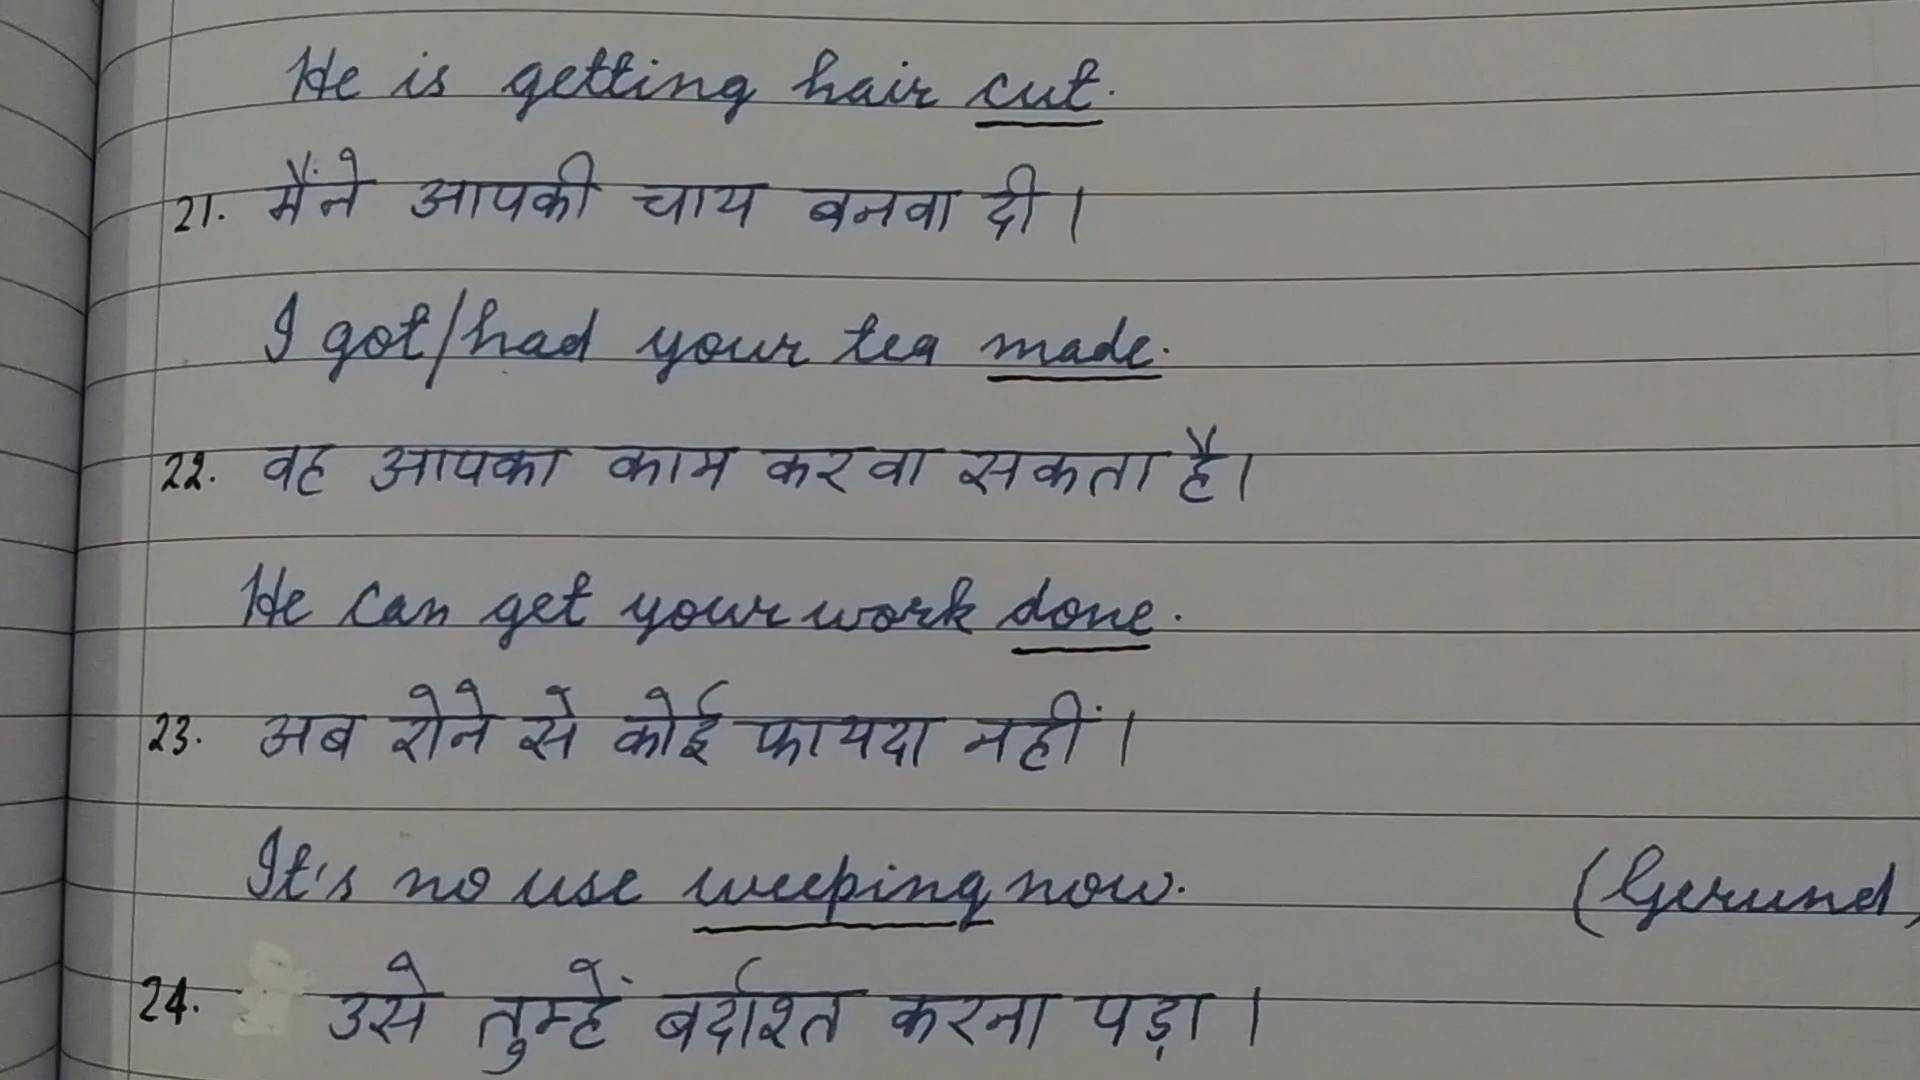 He is getting hair cut.
21. मैंने आपकी चाय बनवा दी।
I got/had your tea made.
22. वह आपका काम करवा सकता है।
He can get your work done.
23. अब रोने से कोई फायदा नहीं।
It's no use weeping now. (Gerund)
24. उसे तुम्हें बर्दाश्त करना पड़ा।